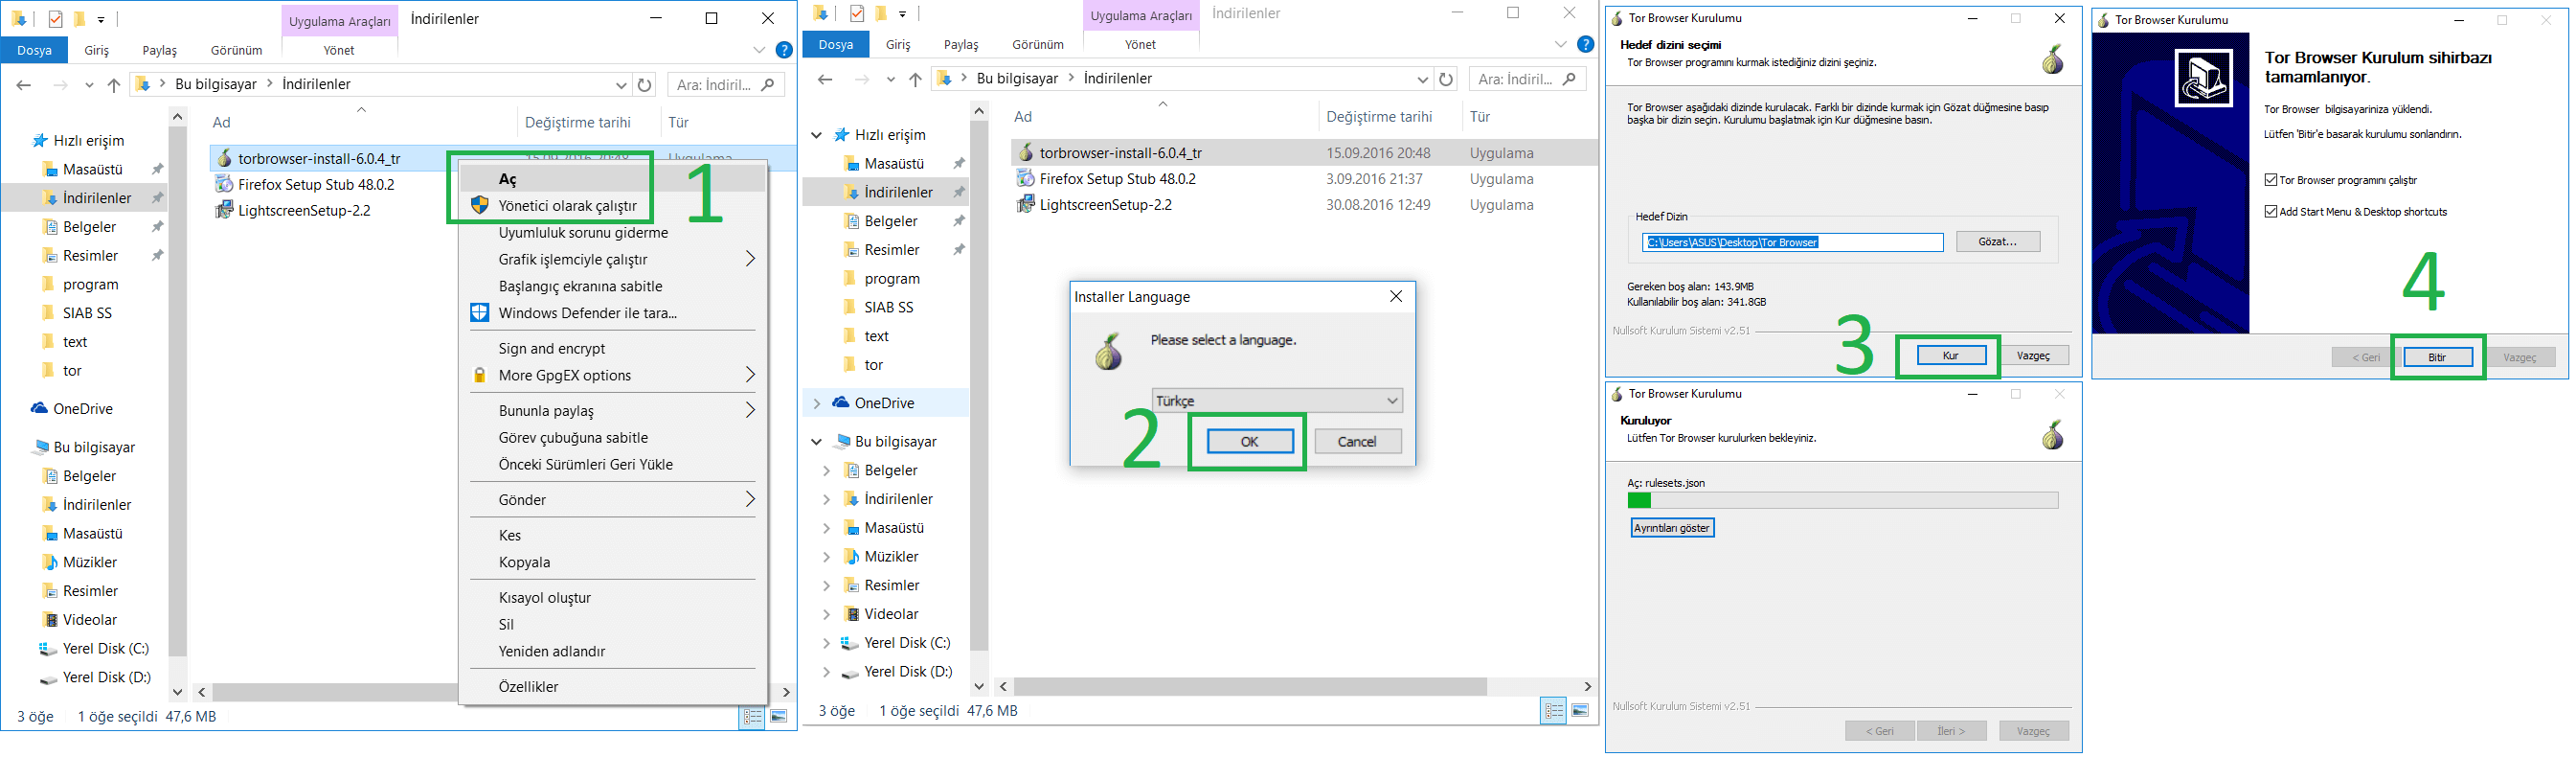 Uygulama Araçları
İndirilenler
Dosya
Giriş
Paylaş
Görünüm
Yönet
Bu bilgisayar > İndirilenler
Ara: İndiril...
Ad
Değiştirme tarihi
Tür
Hızlı erişim
Masaüstü
İndirilenler
Belgeler
Resimler
program
SIAB SS
text
tor
OneDrive
Bu bilgisayar
Belgeler
İndirilenler
Masaüstü
Müzikler
Resimler
Videolar
Yerel Disk (C:)
Yerel Disk (D:)
torbrowser-install-6.0.4_tr
15.09.2016 20:48
Uygulama
Firefox Setup Stub 48.0.2
LightscreenSetup-2.2
Aç
Yönetici olarak çalıştır
1
Uyumluluk sorunu giderme
Grafik işlemciyle çalıştır
Başlangıç ekranına sabitle
Windows Defender ile tara...
Sign and encrypt
More GpgEX options
Bununla paylaş
Görev çubuğuna sabitle
Önceki Sürümleri Geri Yükle
Gönder
Kes
Kopyala
Kısayol oluştur
Sil
Yeniden adlandır
Özellikler
3 öğe
1 öğe seçildi 47,6 MB
Uygulama Araçları
İndirilenler
Dosya
Giriş
Paylaş
Görünüm
Yönet
Bu bilgisayar > İndirilenler
Ara: İndiril...
Ad
Değiştirme tarihi
Tür
Hızlı erişim
Masaüstü
İndirilenler
Belgeler
Resimler
program
SIAB SS
text
tor
OneDrive
Bu bilgisayar
Belgeler
İndirilenler
Masaüstü
Müzikler
Resimler
Videolar
Yerel Disk (C:)
Yerel Disk (D:)
torbrowser-install-6.0.4_tr 15.09.2016 20:48 Uygulama
Firefox Setup Stub 48.0.2 3.09.2016 21:37 Uygulama
LightscreenSetup-2.2 30.08.2016 12:49 Uygulama
Installer Language
Please select a language.
Türkçe
2
OK
Cancel
3 öğe
1 öğe seçildi 47,6 MB
Tor Browser Kurulumu
Hedef dizini seçimi
Tor Browser programını kurmak istediğiniz dizini seçiniz.
Tor Browser aşağıdaki dizinde kurulacak. Farklı bir dizinde kurmak için Gözat düğmesine basıp
başka bir dizin seçin. Kurulumu başlatmak için Kur düğmesine basın.
Hedef Dizin
C:\Users\ASUS\Desktop\Tor Browser
Gözat...
Gereken boş alan: 143.9MB
Kullanılabilir boş alan: 341.8GB
Nullsoft Kurulum Sistemi v2.51
3
Kur
Vazgeç
Tor Browser Kurulumu
Kuruluyor
Lütfen Tor Browser kurulurken bekleyiniz.
Aç: rulesets.json
Ayrıntıları göster
Nullsoft Kurulum Sistemi v2.51
< Geri
İleri >
Vazgeç
Tor Browser Kurulumu
Tor Browser Kurulum sihirbazı
tamamlanıyor.
Tor Browser bilgisayariniza yüklendi.
Lütfen 'Bitir'e basarak kurulumu sonlandırın.
Tor Browser programını çalıştır
Add Start Menu & Desktop shortcuts
4
< Geri
Bitir
Vazgeç